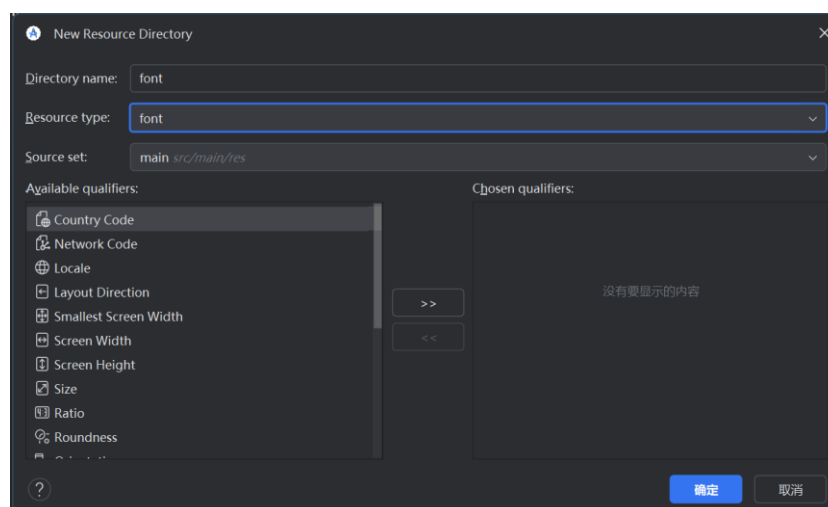 New Resource Directory
Directory name: font
Resource type: font
Source set: main src/main/res
Available qualifiers:
Chosen qualifiers:
Country Code
Network Code
Locale
Layout Direction
Smallest Screen Width
Screen Width
Screen Height
Size
Ratio
Roundness
>>
<<
没有要显示的内容
?
确定
取消